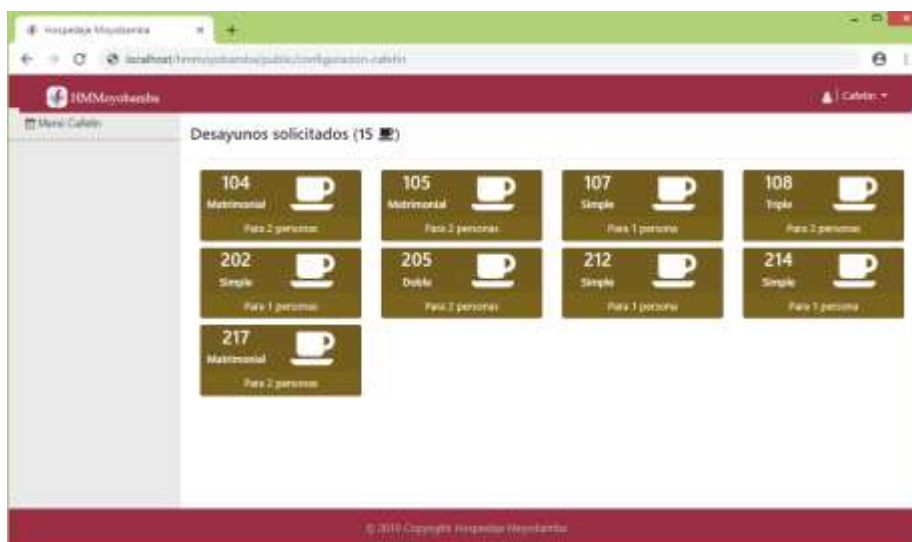 Hospedaje Moyobamba
localhost/hmmoyobamba/public/configuracion-cafetin
HMMoyobamba
Cafetin
Menú Cafetin
Desayunos solicitados (15 )
104 105 107 108
Matrimonial Matrimonial Simple Triple
Para 2 personas Para 2 personas Para 1 persona Para 2 personas
202 205 212 214
Simple Doble Simple Simple
Para 1 personas Para 2 personas Para 1 persona Para 1 persona
217
Matrimonial
Para 2 personas
© 2019 Copyright: Hospedaje Moyobamba